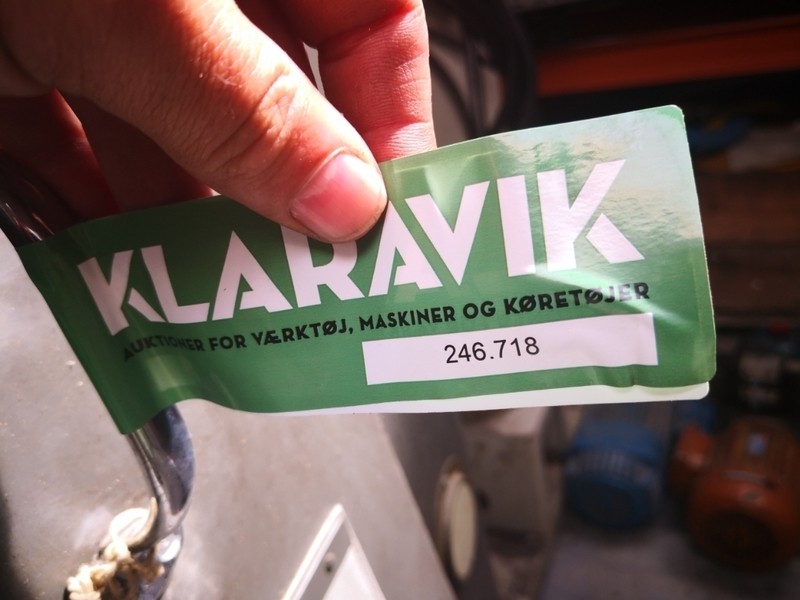 KLARAVIK
AUKTIONER FOR VÆRKTØJ, MASKINER OG KØRETØJER
246.718